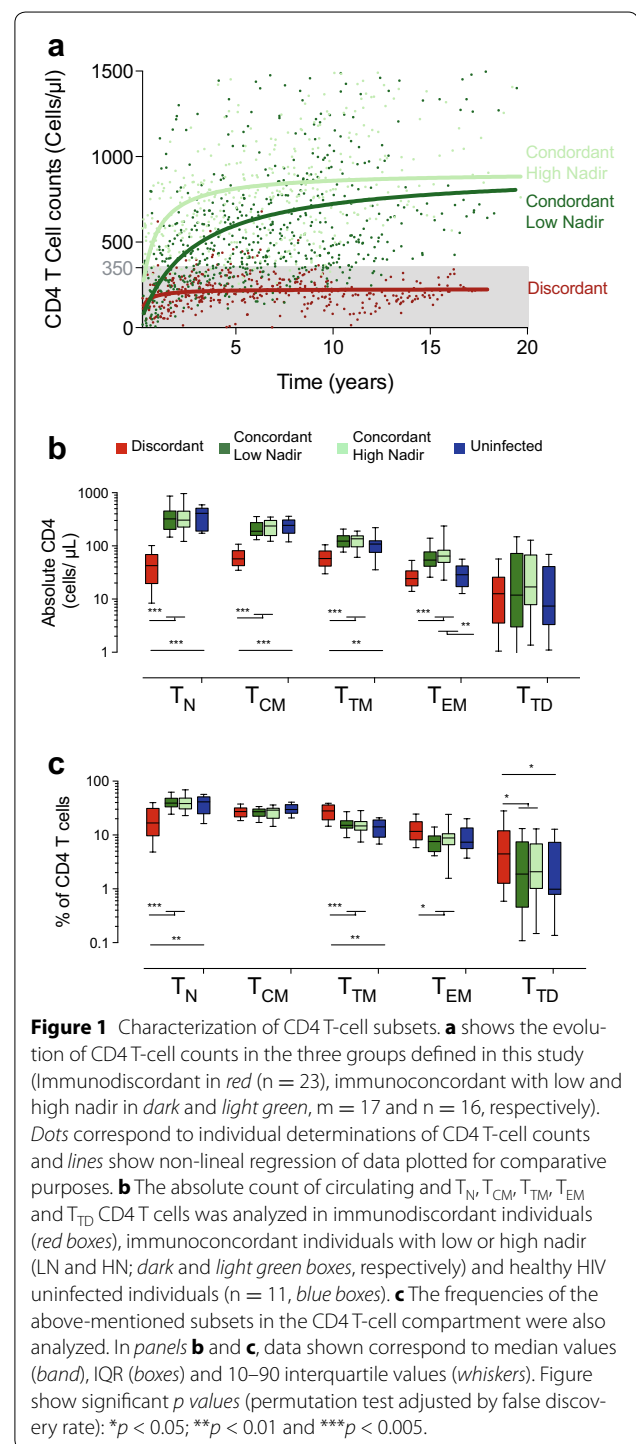 a
CD4 T Cell counts (Cells/µl)
1500
1000
500
350
0
Concordant
High Nadir
Concordant
Low Nadir
Discordant
5 10 15 20
Time (years)
b
Discordant Concordant Low Nadir Concordant High Nadir Uninfected
Absolute CD4
(cells/ µL)
1000
100
10
1
*** *** *** *** **
*** *** **
T_N T_CM T_TM T_EM T_TD
c
% of CD4 T cells
100
10
1
0.1
*
*
*** *** *
** **
T_N T_CM T_TM T_EM T_TD
Figure 1 Characterization of CD4 T-cell subsets. a shows the evolu-
tion of CD4 T-cell counts in the three groups defined in this study
(Immunodiscordant in red (n = 23), immunoconcordant with low and
high nadir in dark and light green, m = 17 and n = 16, respectively).
Dots correspond to individual determinations of CD4 T-cell counts
and lines show non-lineal regression of data plotted for comparative
purposes. b The absolute count of circulating and T_N, T_CM, T_TM, T_EM
and T_TD CD4 T cells was analyzed in immunodiscordant individuals
(red boxes), immunoconcordant individuals with low or high nadir
(LN and HN; dark and light green boxes, respectively) and healthy HIV
uninfected individuals (n = 11, blue boxes). c The frequencies of the
above-mentioned subsets in the CD4 T-cell compartment were also
analyzed. In panels b and c, data shown correspond to median values
(band), IQR (boxes) and 10–90 interquartile values (whiskers). Figure
show significant p values (permutation test adjusted by false discov-
ery rate): *p < 0.05; **p < 0.01 and ***p < 0.005.